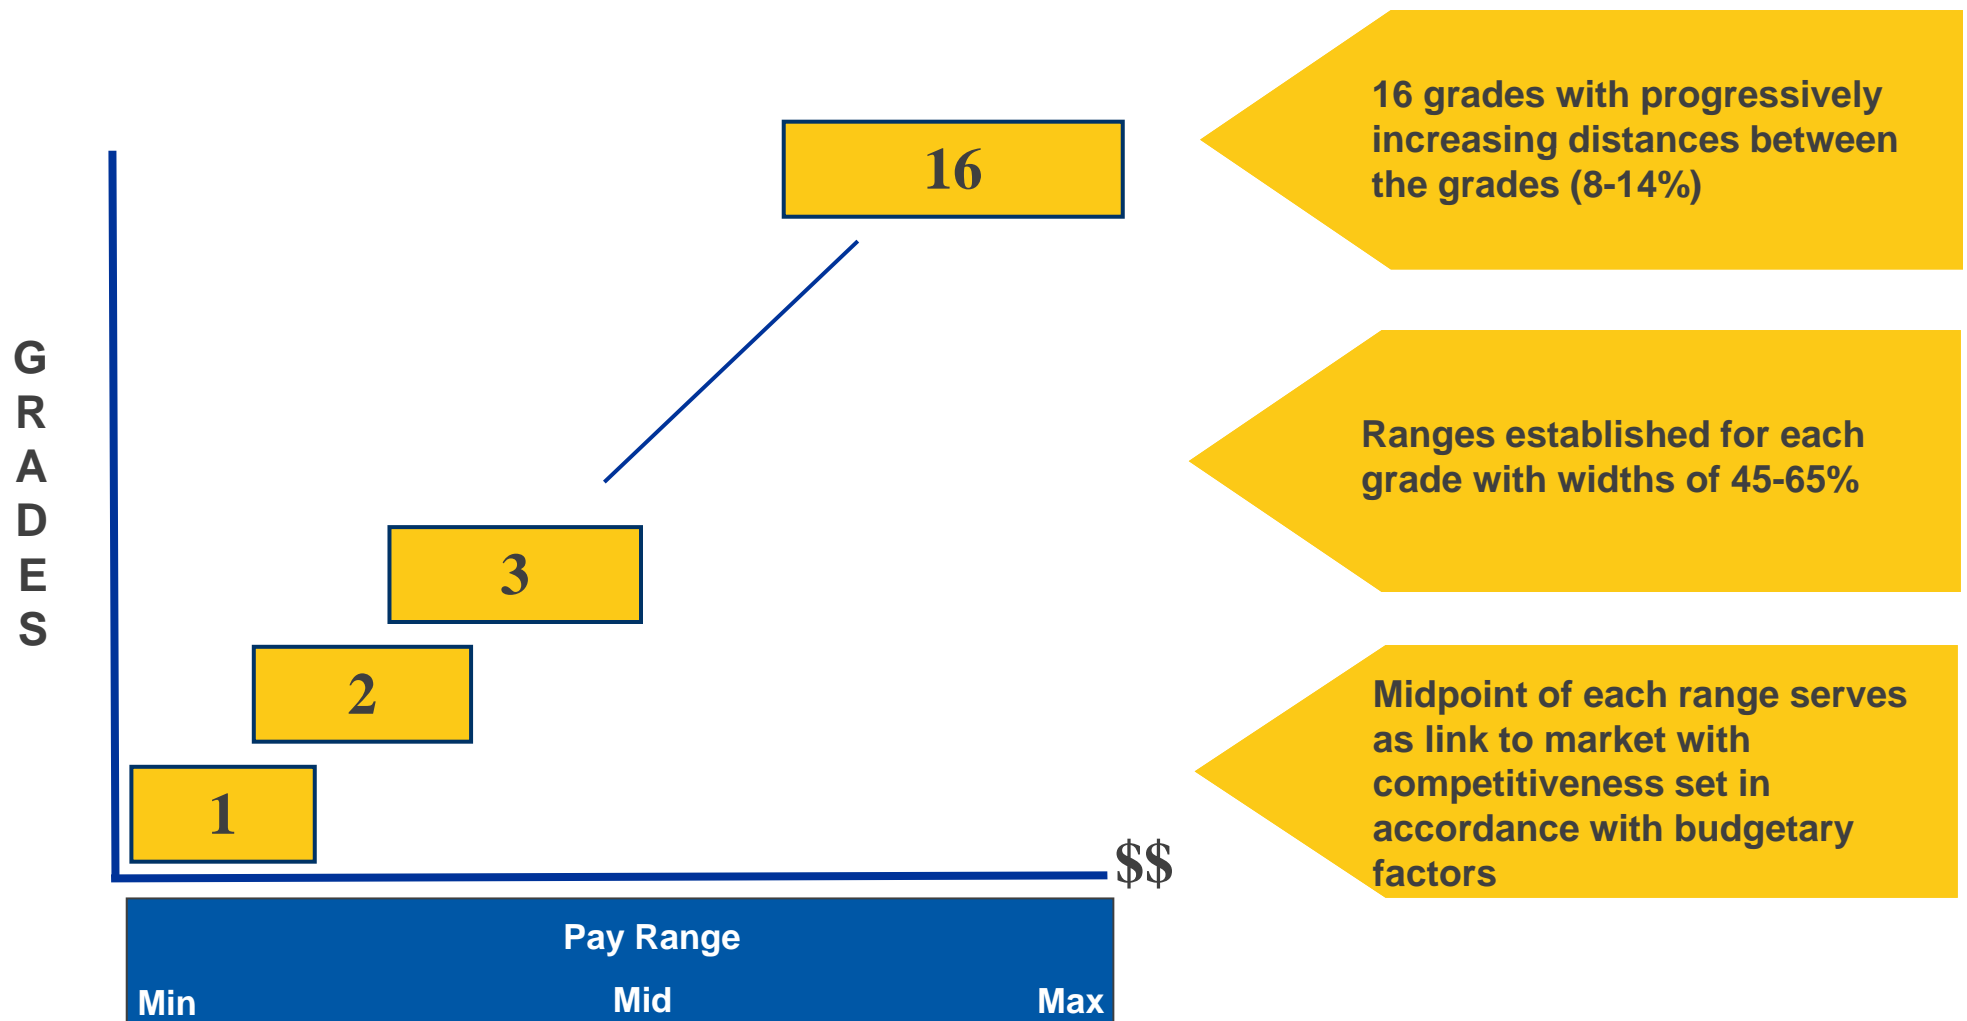 16 grades with progressively
increasing distances between
the grades (8-14%)
16
G
R
A
D
E
S
Ranges established for each
grade with widths of 45-65%
3
2
Midpoint of each range serves
as link to market with
competitiveness set in
accordance with budgetary
factors
1
$$
Pay Range
Min Mid Max